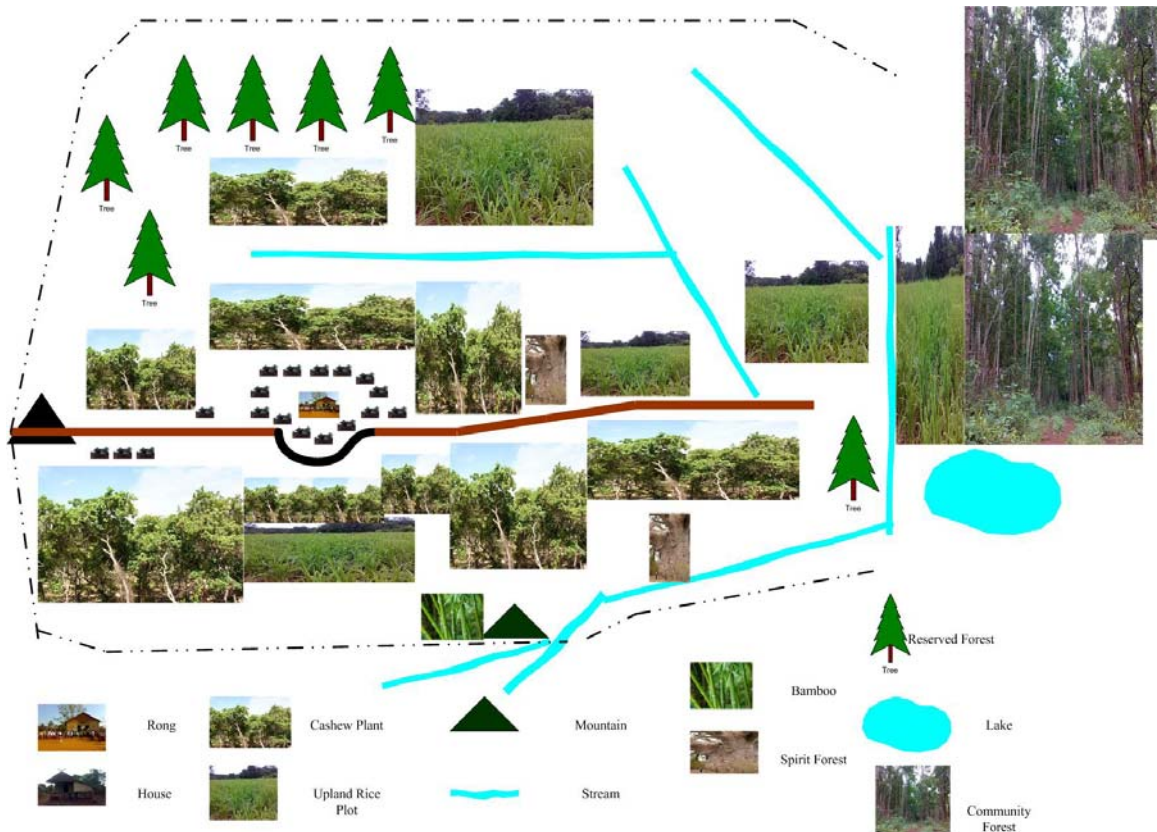 Tree
Tree
Tree
Tree
Tree
Tree
Tree
Tree
Reserved Forest
Bamboo
Rong
Cashew Plant
Mountain
Lake
Spirit Forest
House
Upland Rice
Plot
Stream
Community
Forest